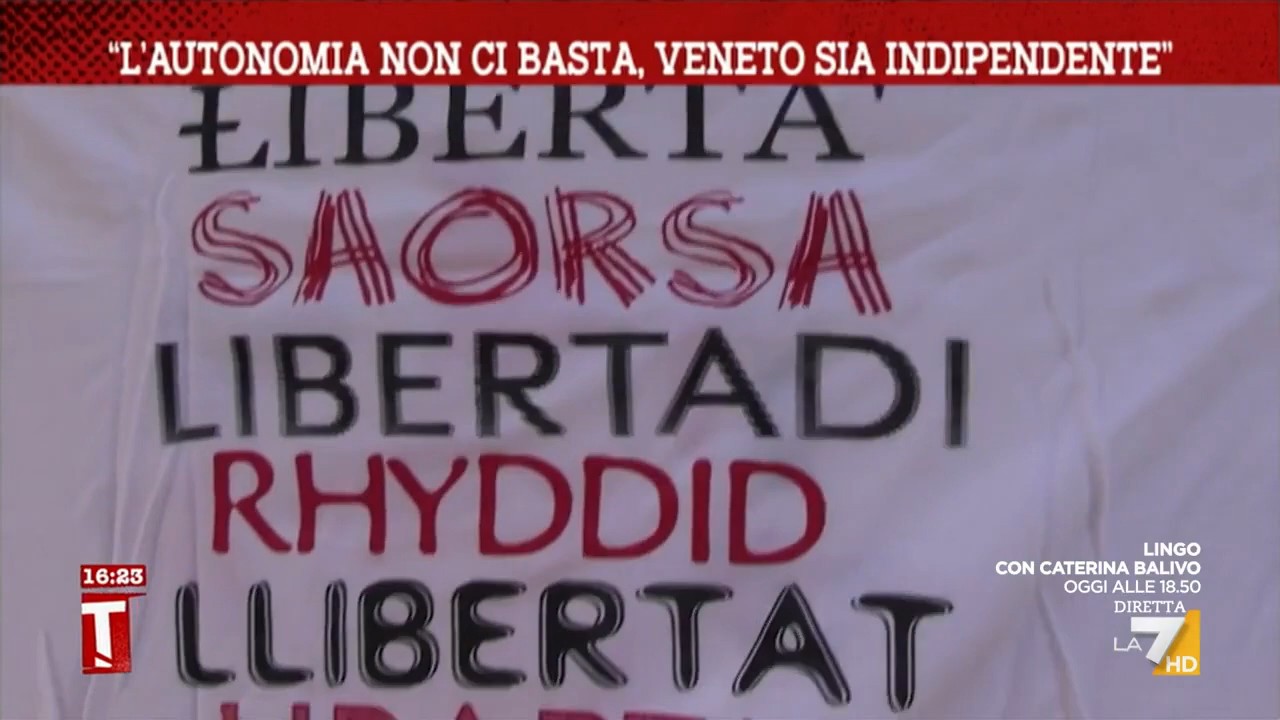 “L'AUTONOMIA NON CI BASTA, VENETO SIA INDIPENDENTE”
ŁIBERTA'
SAORSA
LIBERTADI
RHYDDID
LLIBERTAT
16:23
T
LINGO
CON CATERINA BALIVO
OGGI ALLE 18.50
DIRETTA
LA7
HD